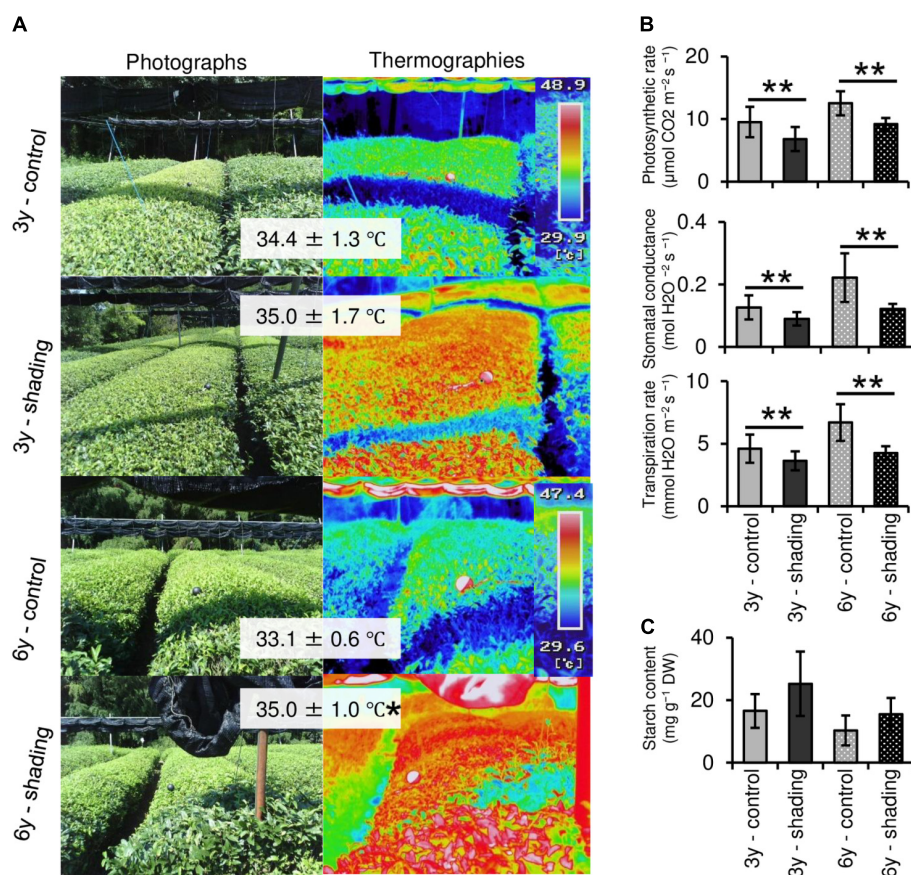 A
Photographs
Thermographies
3y - control
34.4 ± 1.3 ℃
48.9
29.9
[℃]
3y - shading
35.0 ± 1.7 ℃
6y - control
33.1 ± 0.6 ℃
47.4
29.6
[℃]
6y - shading
35.0 ± 1.0 ℃*
B
Photosynthetic rate
(μmol CO2 m⁻² s⁻¹)
20
10
0
**
**
Stomatal conductance
(mol H2O ⁻² s⁻¹)
0.4
0.2
0
**
**
Transpiration rate
(mmol H2O m⁻² s⁻¹)
10
5
0
**
**
3y - control
3y - shading
6y - control
6y - shading
C
Starch content
(mg g⁻¹ DW)
40
20
0
3y - control
3y - shading
6y - control
6y - shading